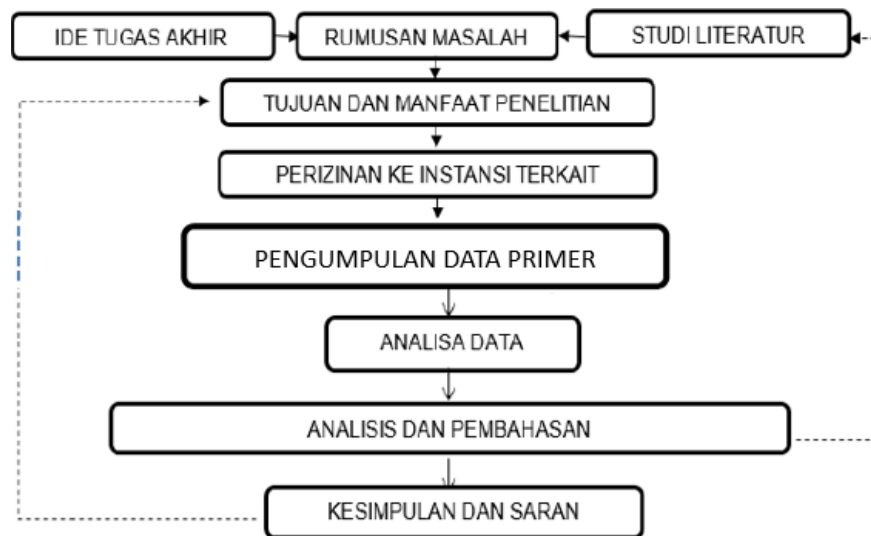 IDE TUGAS AKHIR
RUMUSAN MASALAH
STUDI LITERATUR
TUJUAN DAN MANFAAT PENELITIAN
PERIZINAN KE INSTANSI TERKAIT
PENGUMPULAN DATA PRIMER
ANALISA DATA
ANALISIS DAN PEMBAHASAN
KESIMPULAN DAN SARAN